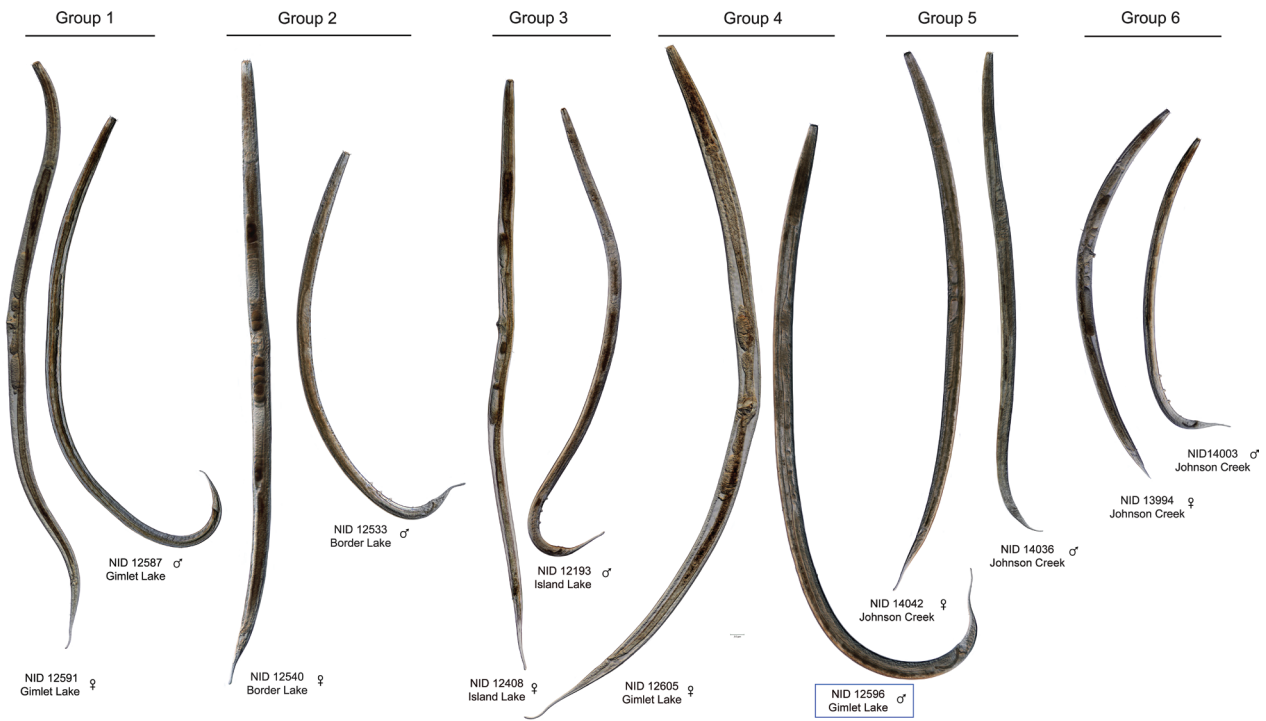 Group 1
Group 2
Group 3
Group 4
Group 5
Group 6
NID 12591
Gimlet Lake ♀
NID 12587 ♂
Gimlet Lake
NID 12540
Border Lake ♀
NID 12533 ♂
Border Lake
NID 12408
Island Lake ♀
NID 12193 ♂
Island Lake
NID 12605
Gimlet Lake ♀
NID 12596 ♂
Gimlet Lake
NID 14042 ♀
Johnson Creek
NID 14036 ♂
Johnson Creek
NID 13994 ♀
Johnson Creek
NID14003 ♂
Johnson Creek